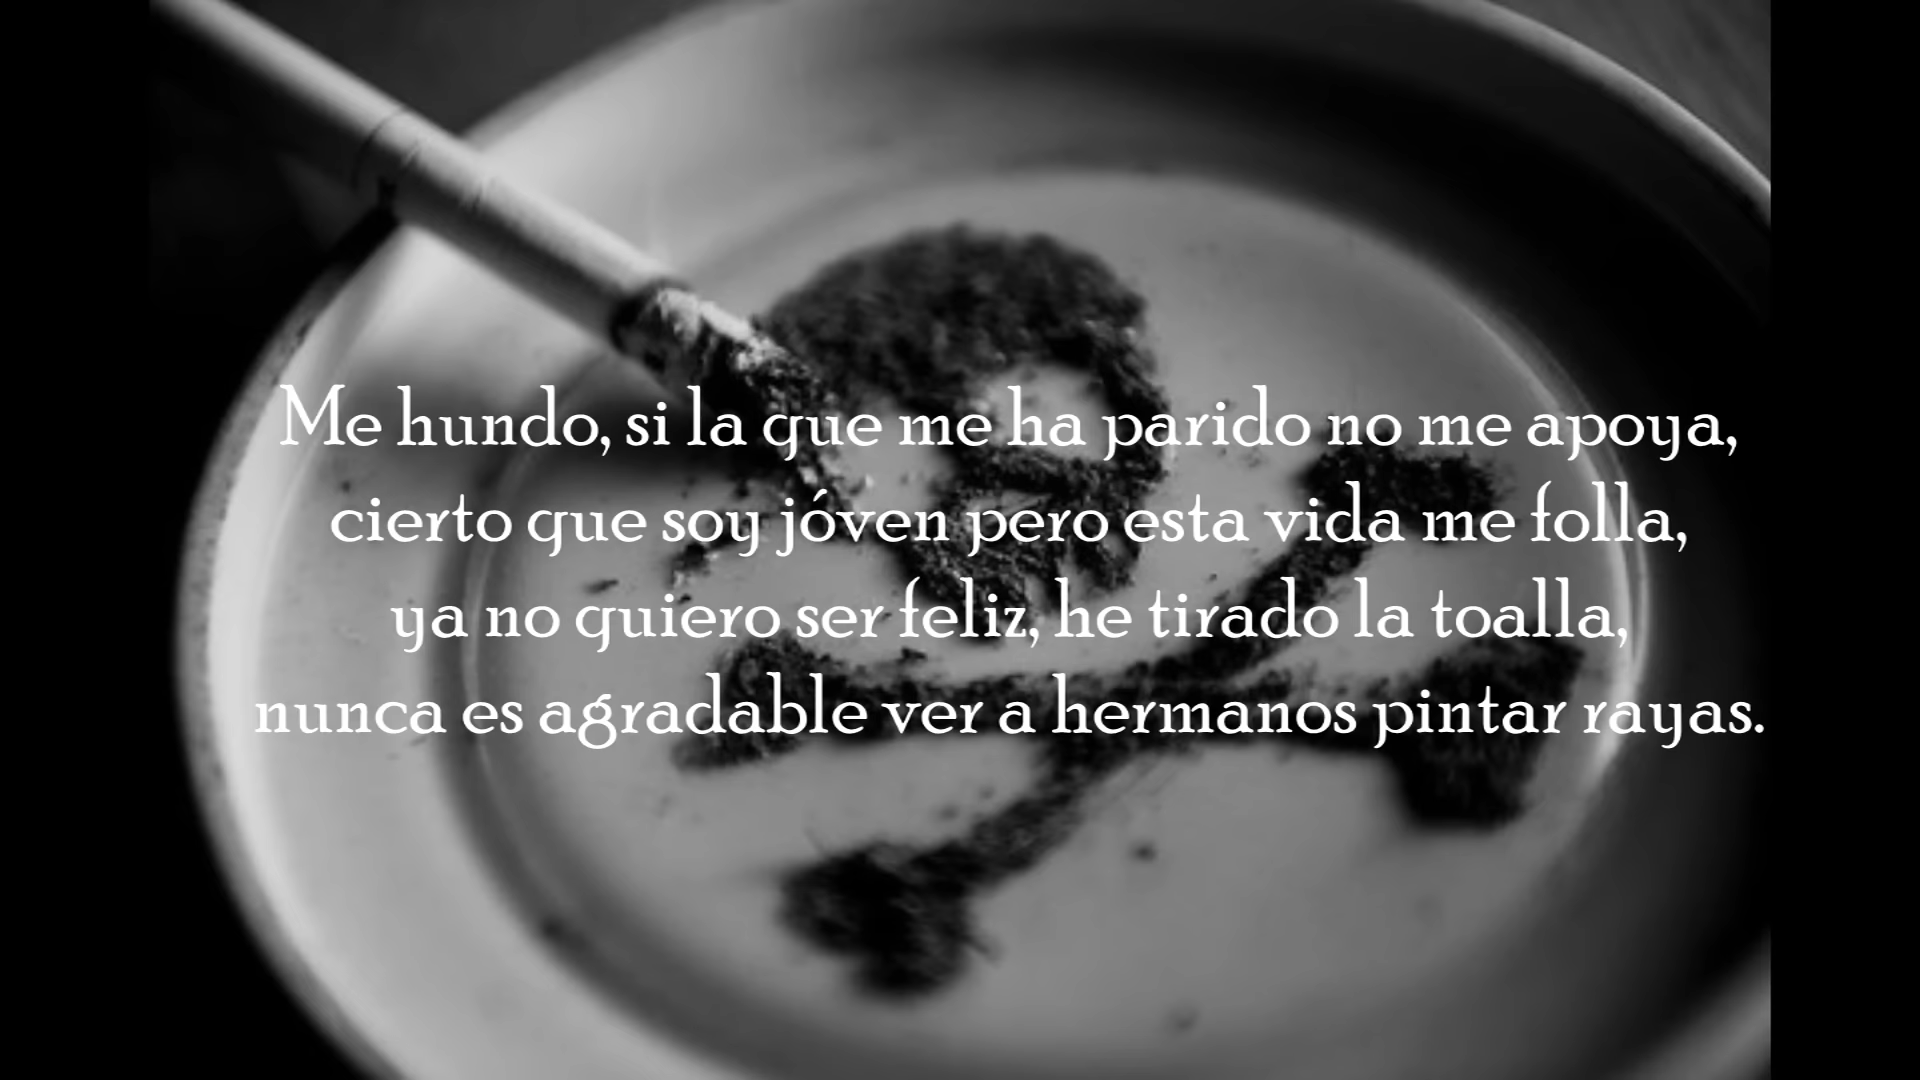 Me hundo, si la que me ha parido no me apoya,
cierto que soy jóven pero esta vida me folla,
ya no quiero ser feliz, he tirado la toalla,
nunca es agradable ver a hermanos pintar rayas.